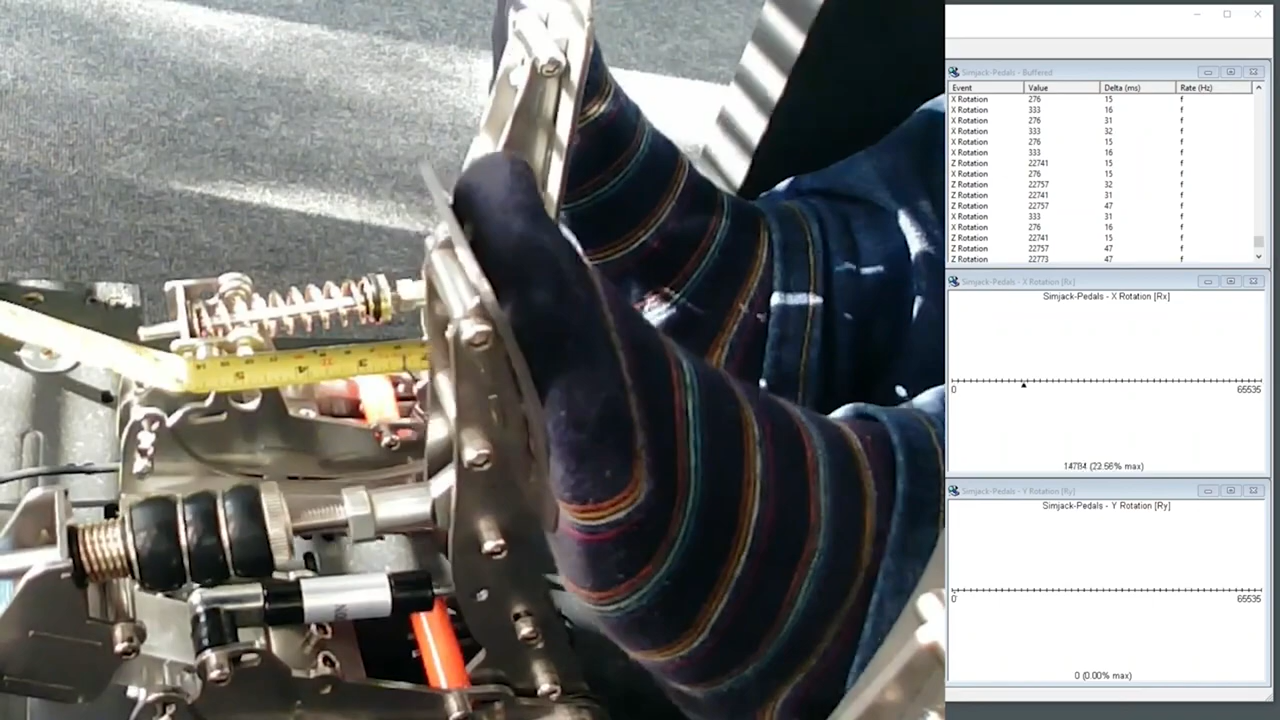 Simjack-Pedals - Buffered
Event Value Delta (ms) Rate (Hz)
X Rotation 276 15 f
X Rotation 333 16 f
X Rotation 276 31 f
X Rotation 333 32 f
X Rotation 276 15 f
X Rotation 333 16 f
Z Rotation 22741 15 f
X Rotation 276 15 f
Z Rotation 22757 32 f
Z Rotation 22741 31 f
Z Rotation 22757 47 f
X Rotation 333 31 f
X Rotation 276 16 f
Z Rotation 22741 15 f
Z Rotation 22757 47 f
Z Rotation 22773 47 f
Simjack-Pedals - X Rotation [Rx]
Simjack-Pedals - X Rotation [Rx]
0 65535
14784 (22.56% max)
Simjack-Pedals - Y Rotation [Ry]
Simjack-Pedals - Y Rotation [Ry]
0 65535
0 (0.00% max)
5
3